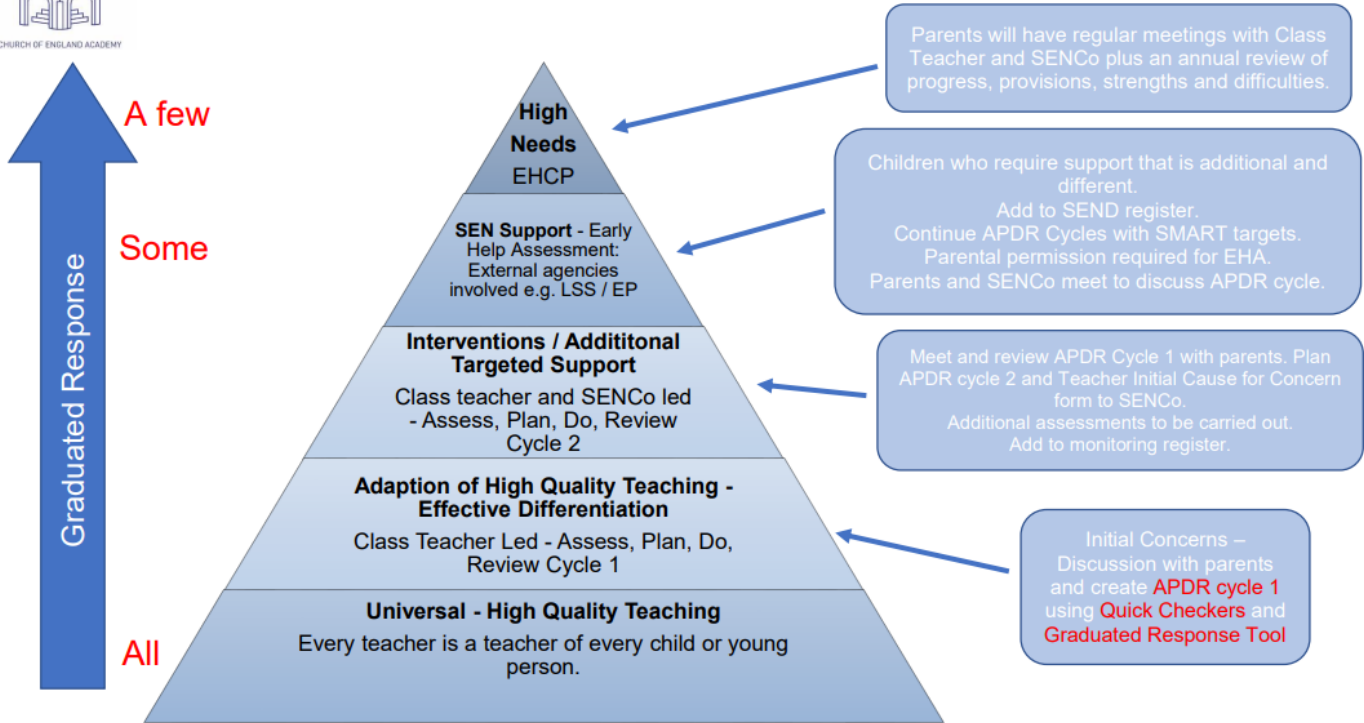 CHURCH OF ENGLAND ACADEMY
Graduated Response
A few
Some
All
High
Needs
EHCP
SEN Support - Early
Help Assessment:
External agencies
involved e.g. LSS / EP
Interventions / Addititonal
Targeted Support
Class teacher and SENCo led
- Assess, Plan, Do, Review
Cycle 2
Adaption of High Quality Teaching -
Effective Differentiation
Class Teacher Led - Assess, Plan, Do,
Review Cycle 1
Universal - High Quality Teaching
Every teacher is a teacher of every child or young
person.
Parents will have regular meetings with Class
Teacher and SENCo plus an annual review of
progress, provisions, strengths and difficulties.
Children who require support that is additional and
different.
Add to SEND register.
Continue APDR Cycles with SMART targets.
Parental permission required for EHA.
Parents and SENCo meet to discuss APDR cycle.
Meet and review APDR Cycle 1 with parents. Plan
APDR cycle 2 and Teacher Initial Cause for Concern
form to SENCo.
Additional assessments to be carried out.
Add to monitoring register.
Initial Concerns –
Discussion with parents
and create APDR cycle 1
using Quick Checkers and
Graduated Response Tool